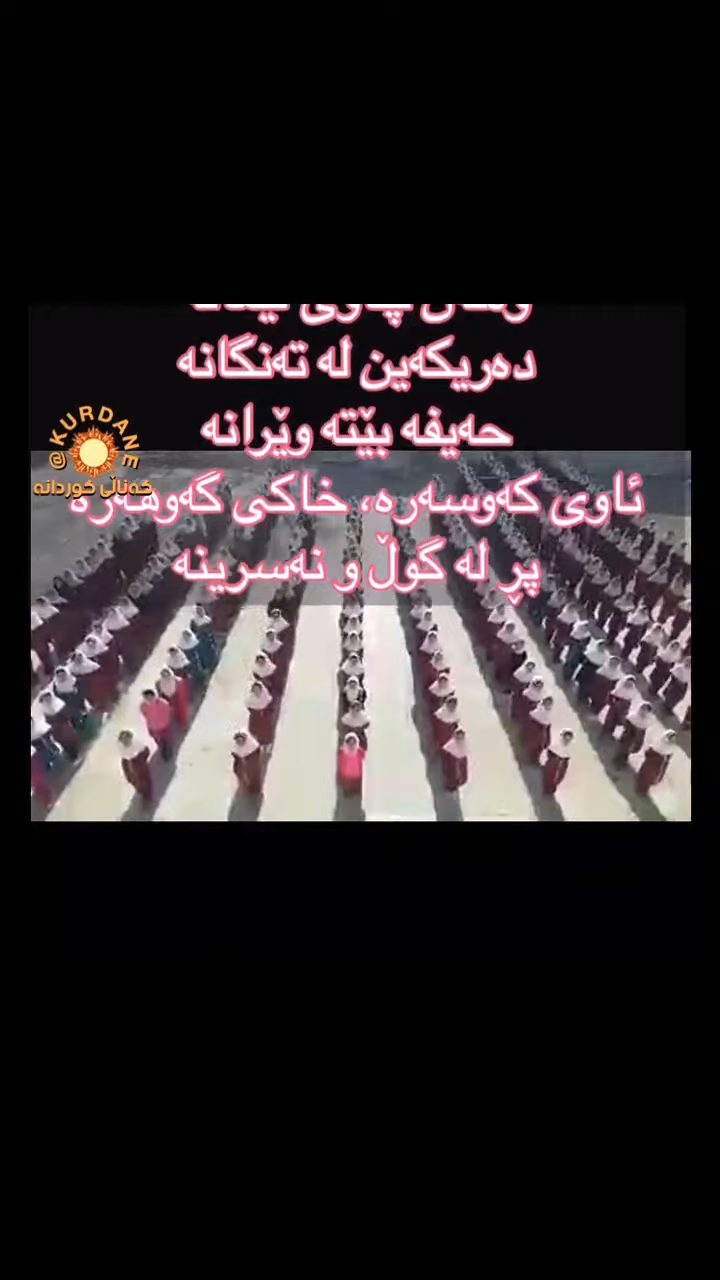 دەریکەین لە تەنگانە
حەیفە بێتە وێرانە
ئاوی کەوسەرە، خاکی گەوهەرە
پڕ لە گوڵ و نەسرینە
@KURDANE
کەناڵی کوردانە